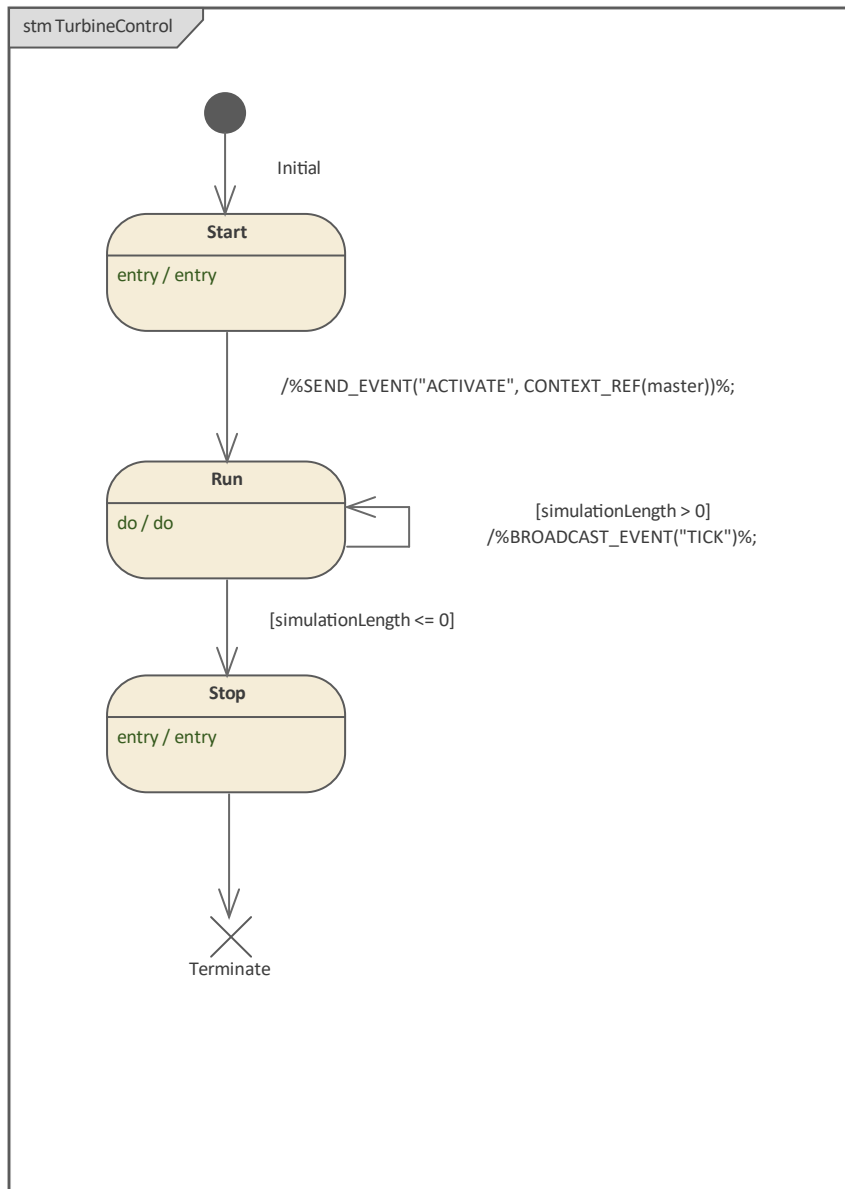 stm TurbineControl
Initial
Start
entry / entry
/%SEND_EVENT("ACTIVATE", CONTEXT_REF(master))%;
Run
do / do
[simulationLength > 0]
/%BROADCAST_EVENT("TICK")%;
[simulationLength <= 0]
Stop
entry / entry
Terminate